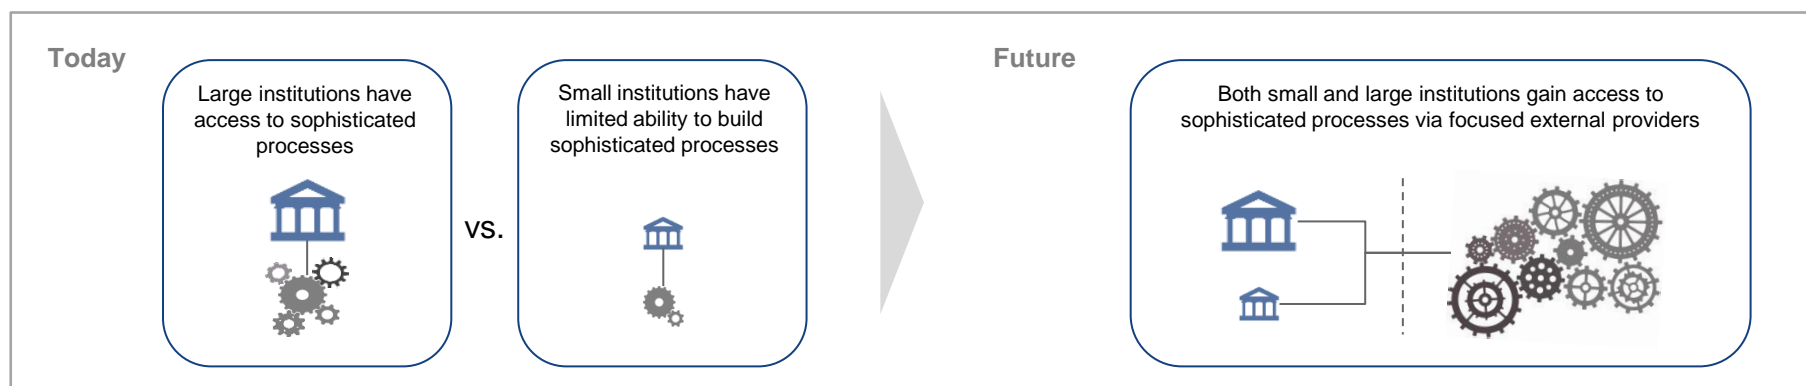 Today
Large institutions have
access to sophisticated
processes
vs.
Small institutions have
limited ability to build
sophisticated processes
Future
Both small and large institutions gain access to
sophisticated processes via focused external providers